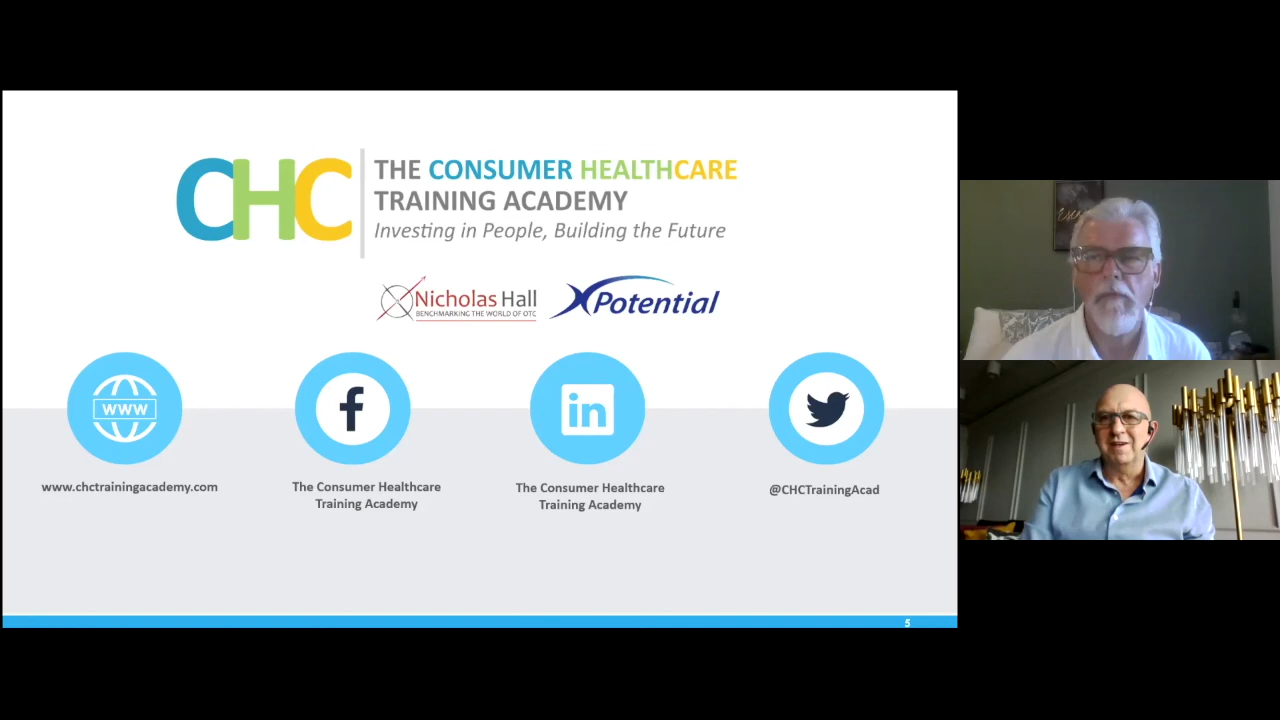 CHC
THE CONSUMER HEALTHCARE
TRAINING ACADEMY
Investing in People, Building the Future
Nicholas Hall
BENCHMARKING THE WORLD OF OTC
XPotential
WWW
f
in
www.chctrainingacademy.com
The Consumer Healthcare
Training Academy
The Consumer Healthcare
Training Academy
@CHCTrainingAcad
5